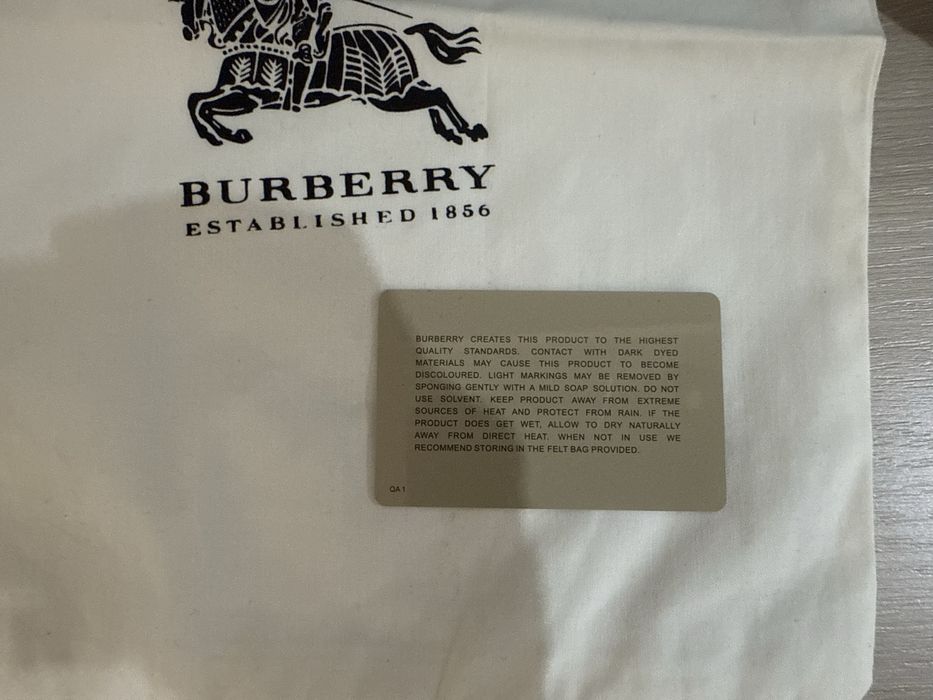 BURBERRY
ESTABLISHED 1856
BURBERRY CREATES THIS PRODUCT TO THE HIGHEST
QUALITY STANDARDS. CONTACT WITH DARK DYED
MATERIALS MAY CAUSE THIS PRODUCT TO BECOME
DISCOLOURED. LIGHT MARKINGS MAY BE REMOVED BY
SPONGING GENTLY WITH A MILD SOAP SOLUTION. DO NOT
USE SOLVENT. KEEP PRODUCT AWAY FROM EXTREME
SOURCES OF HEAT AND PROTECT FROM RAIN. IF THE
PRODUCT DOES GET WET, ALLOW TO DRY NATURALLY
AWAY FROM DIRECT HEAT. WHEN NOT IN USE WE
RECOMMEND STORING IN THE FELT BAG PROVIDED.
QA1